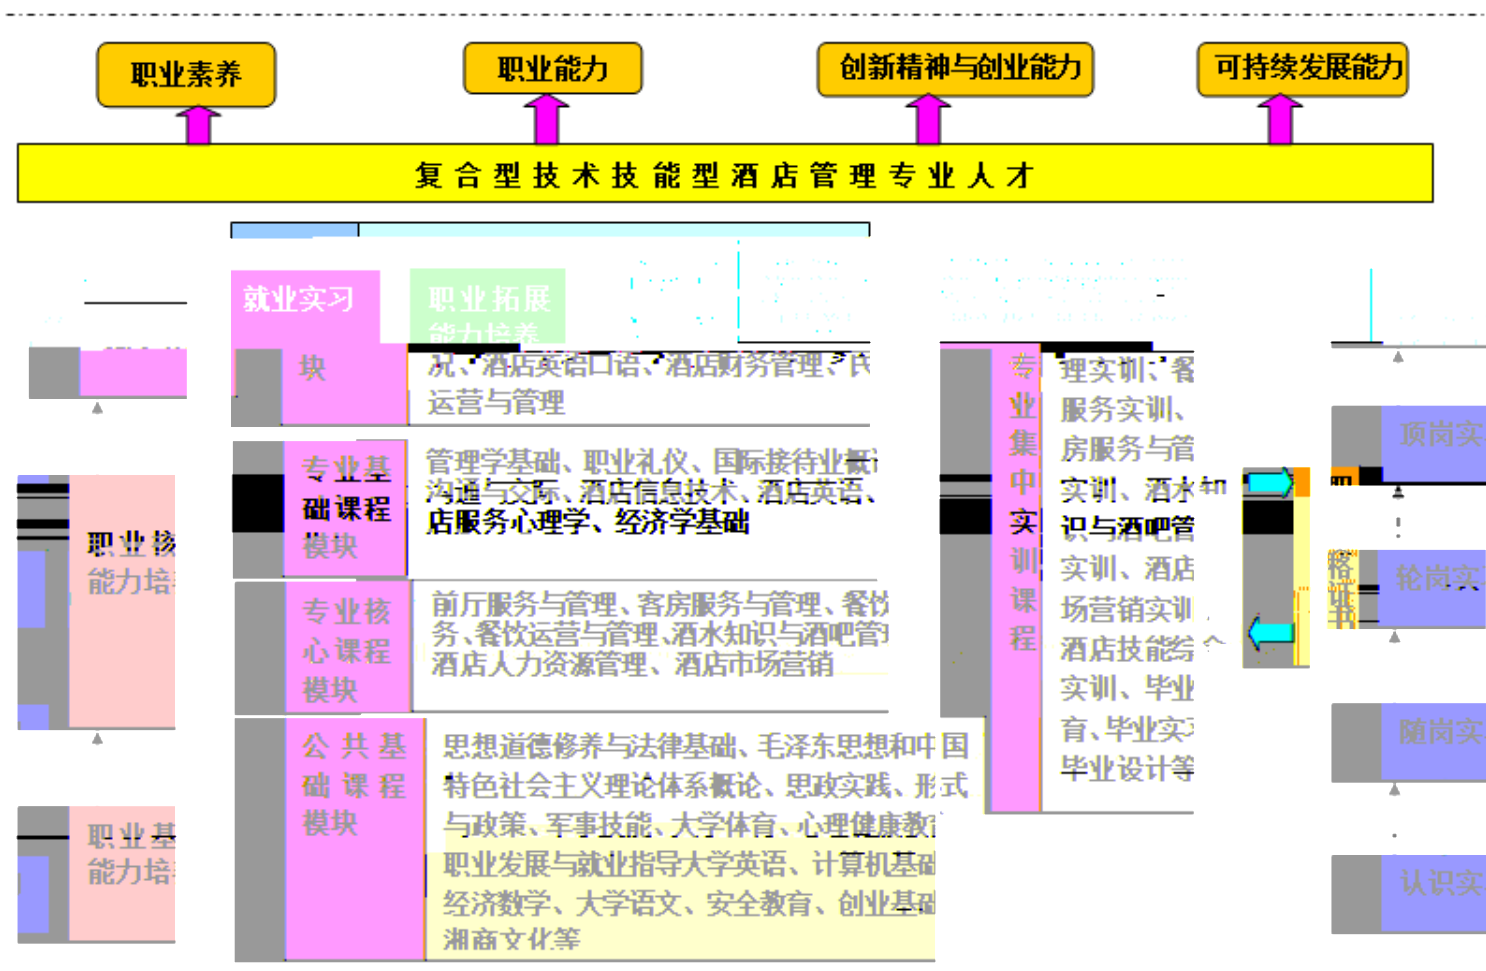 职业素养
职业能力
创新精神与创业能力
可持续发展能力
复合型技术技能型酒店管理专业人才
就业实习
职业拓展
能力培养
块
况、酒店英语口语、酒店财务管理、民
运营与管理
专业基
础课程
模块
管理学基础、职业礼仪、国际接待业概
沟通与交际、酒店信息技术、酒店英语、
店服务心理学、经济学基础
专业核
心课程
模块
前厅服务与管理、客房服务与管理、餐饮
务、餐饮运营与管理、酒水知识与酒吧管理
酒店人力资源管理、酒店市场营销
公共基
础课程
模块
思想道德修养与法律基础、毛泽东思想和中国
特色社会主义理论体系概论、思政实践、形式
与政策、军事技能、大学体育、心理健康教育
职业发展与就业指导大学英语、计算机基础
经济数学、大学语文、安全教育、创业基础
湘商文化等
专业集中实训课程
理实训、餐
服务实训、
房服务与管
实训、酒水知
识与酒吧管
实训、酒店
场营销实训
酒店技能综合
实训、毕业
育、毕业实习
毕业设计等
职业核
能力培
职业基
能力培
格证书
顶岗实
轮岗实
随岗实
认识实